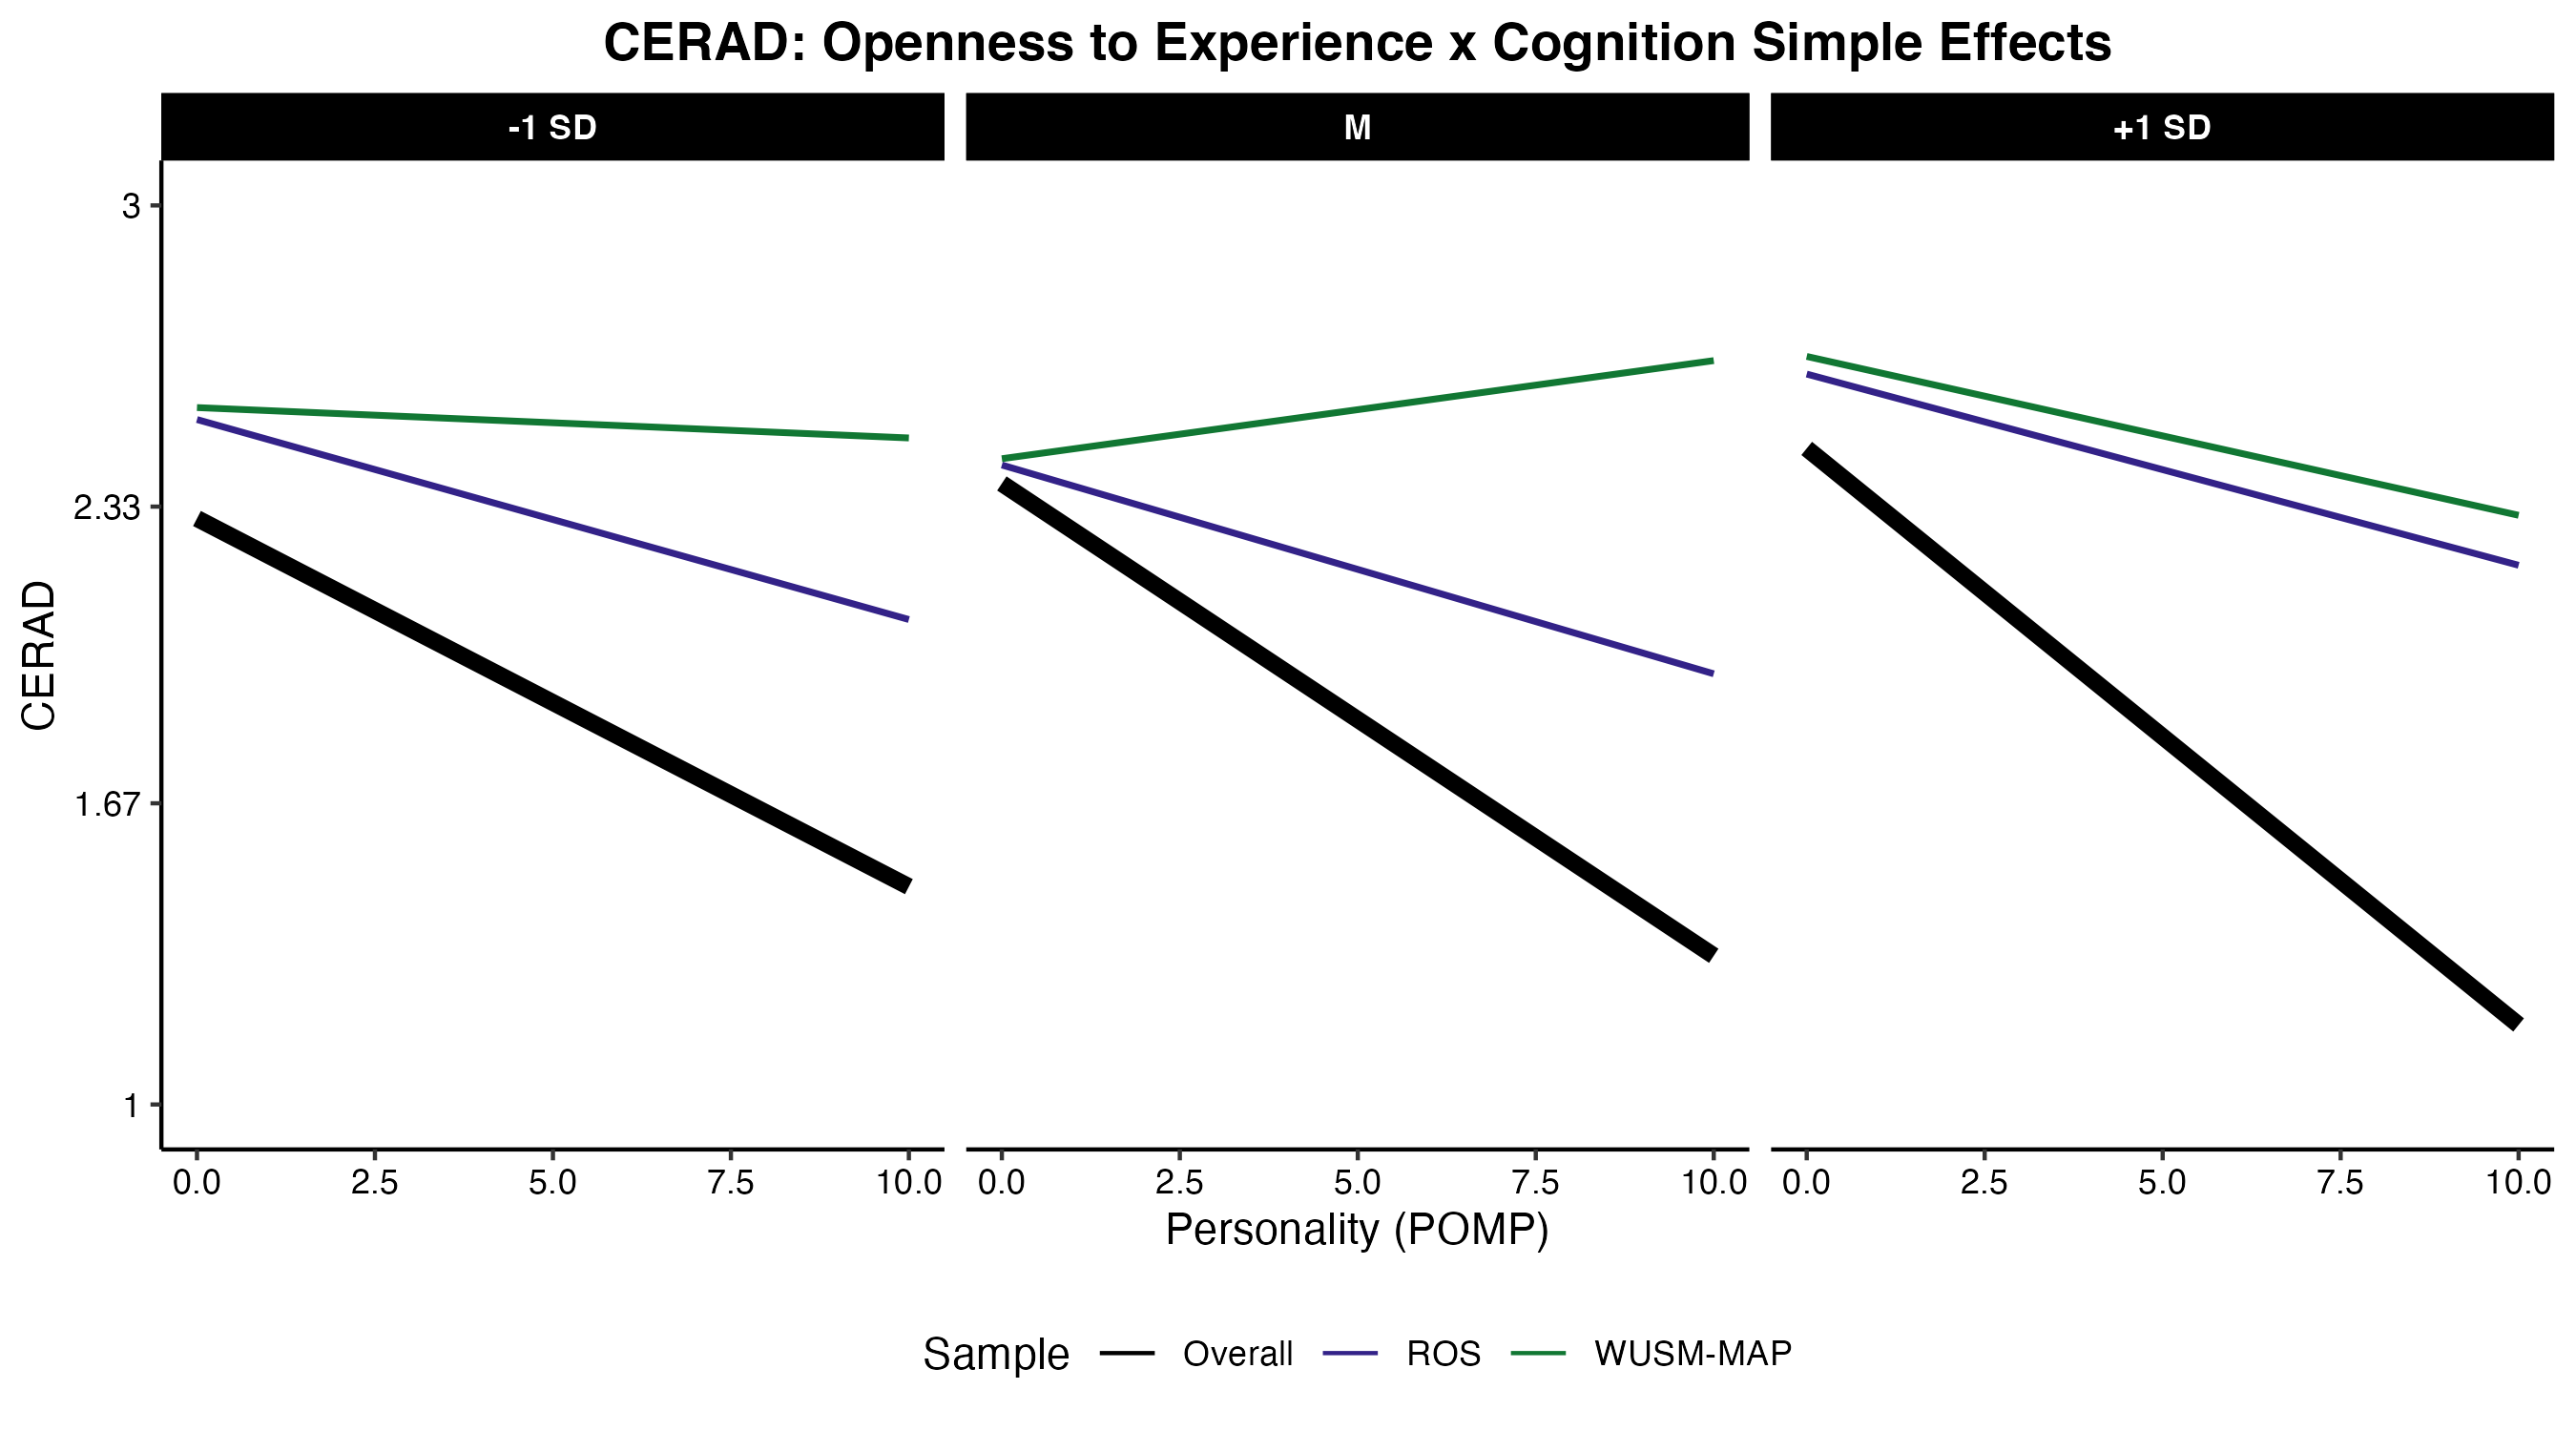 CERAD: Openness to Experience x Cognition Simple Effects
-1 SD M +1 SD
3
2.33
1.67
1
CERAD
0.0 2.5 5.0 7.5 10.0 0.0 2.5 5.0 7.5 10.0 0.0 2.5 5.0 7.5 10.0
Personality (POMP)
Sample Overall ROS WUSM-MAP